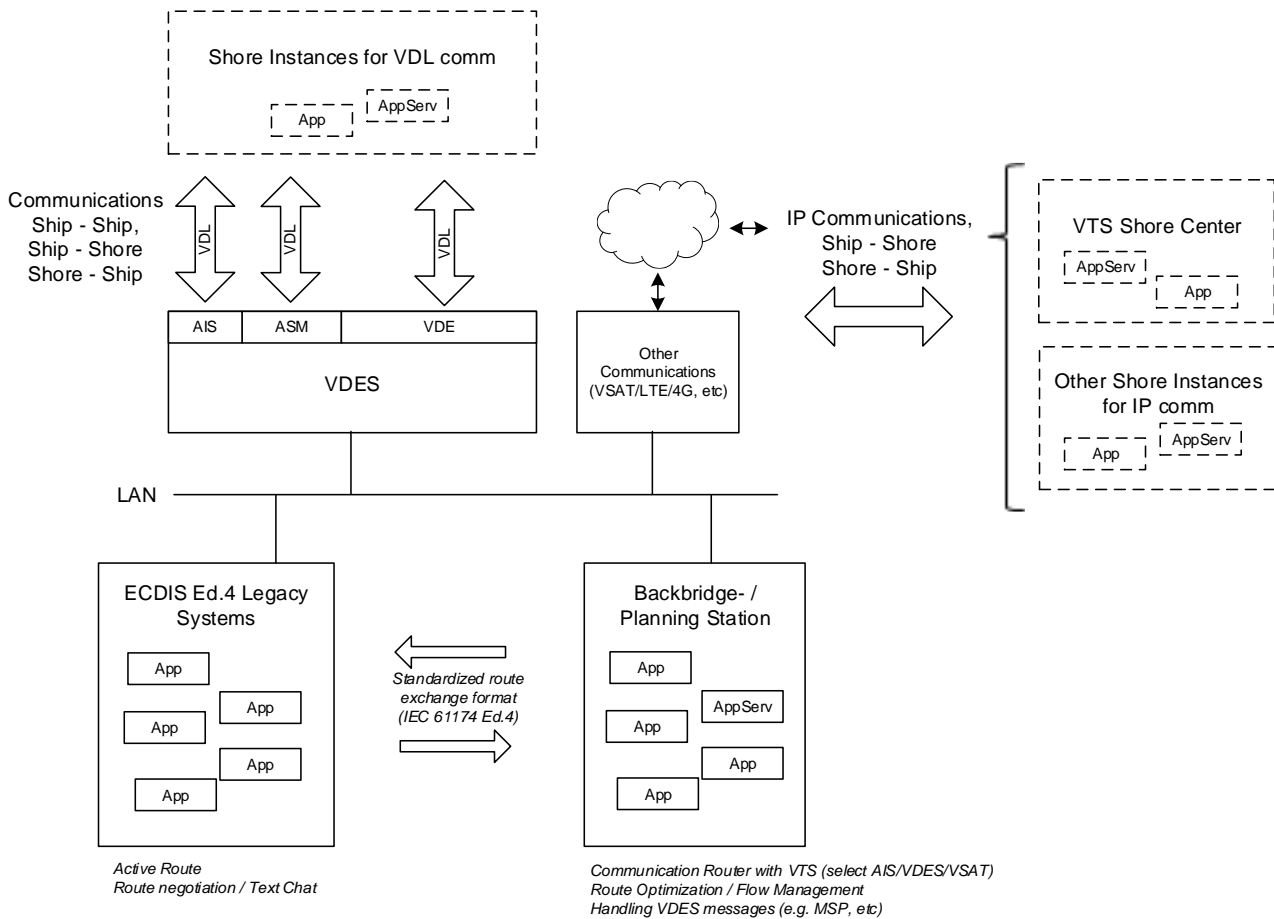 Shore Instances for VDL comm
App
AppServ
Communications
Ship - Ship,
Ship - Shore
Shore - Ship
VDL
VDL
VDL
IP Communications,
Ship - Shore
Shore - Ship
VTS Shore Center
AppServ
App
AIS
ASM
VDE
VDES
Other
Communications
(VSAT/LTE/4G, etc)
Other Shore Instances
for IP comm
App
AppServ
LAN
ECDIS Ed.4 Legacy
Systems
App
App
App
App
App
Standardized route
exchange format
(IEC 61174 Ed.4)
Backbridge- /
Planning Station
App
AppServ
App
App
App
Active Route
Route negotiation / Text Chat
Communication Router with VTS (select AIS/VDES/VSAT)
Route Optimization / Flow Management
Handling VDES messages (e.g. MSP, etc)